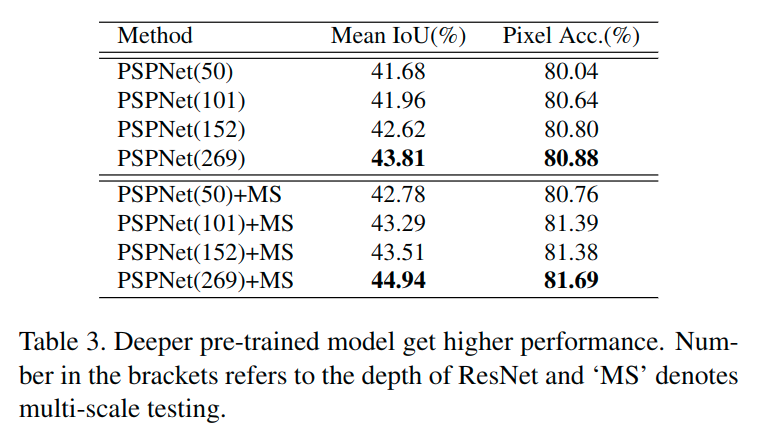 Method Mean IoU(%) Pixel Acc.(%)
PSPNet(50) 41.68 80.04
PSPNet(101) 41.96 80.64
PSPNet(152) 42.62 80.80
PSPNet(269) 43.81 80.88
PSPNet(50)+MS 42.78 80.76
PSPNet(101)+MS 43.29 81.39
PSPNet(152)+MS 43.51 81.38
PSPNet(269)+MS 44.94 81.69
Table 3. Deeper pre-trained model get higher performance. Num-
ber in the brackets refers to the depth of ResNet and ‘MS’ denotes
multi-scale testing.